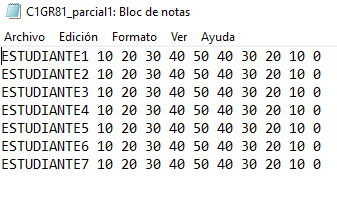 C1GR81_parcial1: Bloc de notas
Archivo Edición Formato Ver Ayuda
ESTUDIANTE1 10 20 30 40 50 40 30 20 10 0
ESTUDIANTE2 10 20 30 40 50 40 30 20 10 0
ESTUDIANTE3 10 20 30 40 50 40 30 20 10 0
ESTUDIANTE4 10 20 30 40 50 40 30 20 10 0
ESTUDIANTE5 10 20 30 40 50 40 30 20 10 0
ESTUDIANTE6 10 20 30 40 50 40 30 20 10 0
ESTUDIANTE7 10 20 30 40 50 40 30 20 10 0